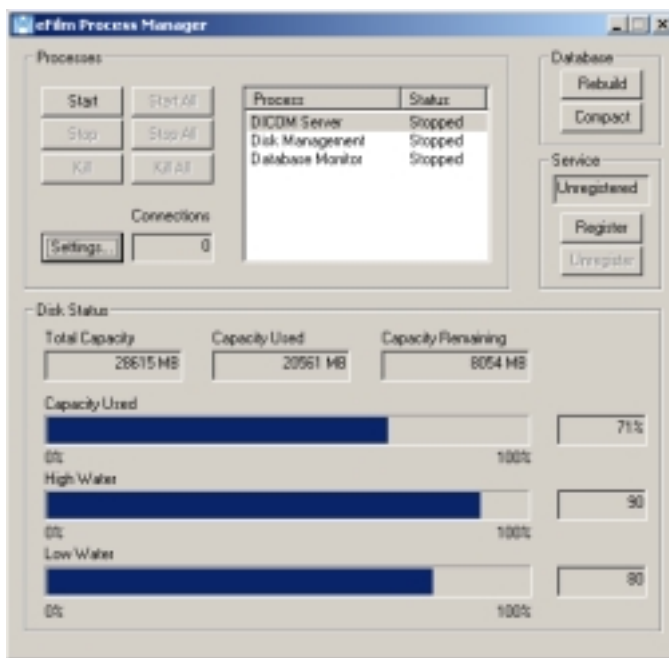 eFilm Process Manager
Processes
Start
Start All
Stop
Stop All
Kill
Kill All
Connections
Settings...
0
Process Status
DICOM Server Stopped
Disk Management Stopped
Database Monitor Stopped
Database
Rebuild
Compact
Service
Unregistered
Register
Unregister
Disk Status
Total Capacity Capacity Used Capacity Remaining
28615 MB 20561 MB 8054 MB
Capacity Used
71%
0% 100%
High Water
90
0% 100%
Low Water
80
0% 100%